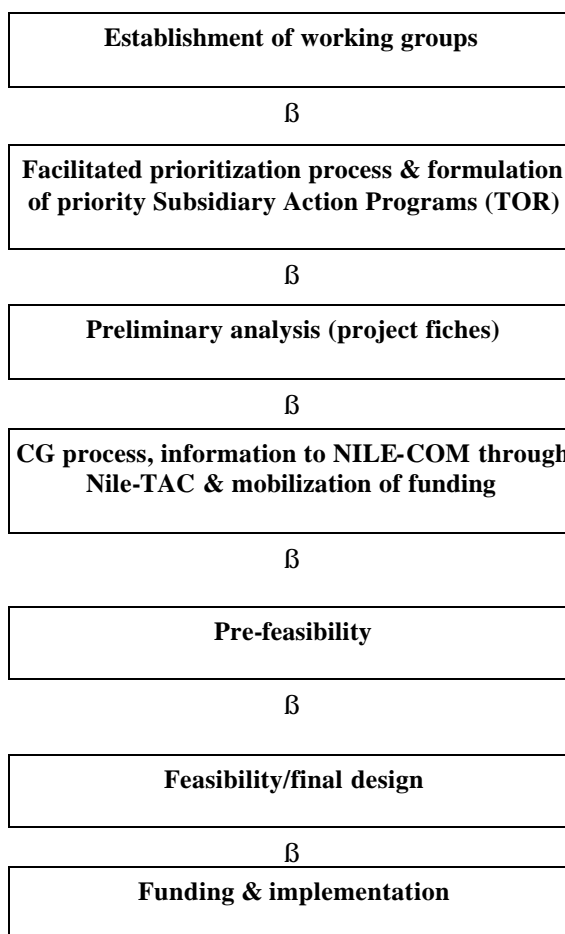 Establishment of working groups
ß
Facilitated prioritization process & formulation
of priority Subsidiary Action Programs (TOR)
ß
Preliminary analysis (project fiches)
ß
CG process, information to NILE-COM through
Nile-TAC & mobilization of funding
ß
Pre-feasibility
ß
Feasibility/final design
ß
Funding & implementation